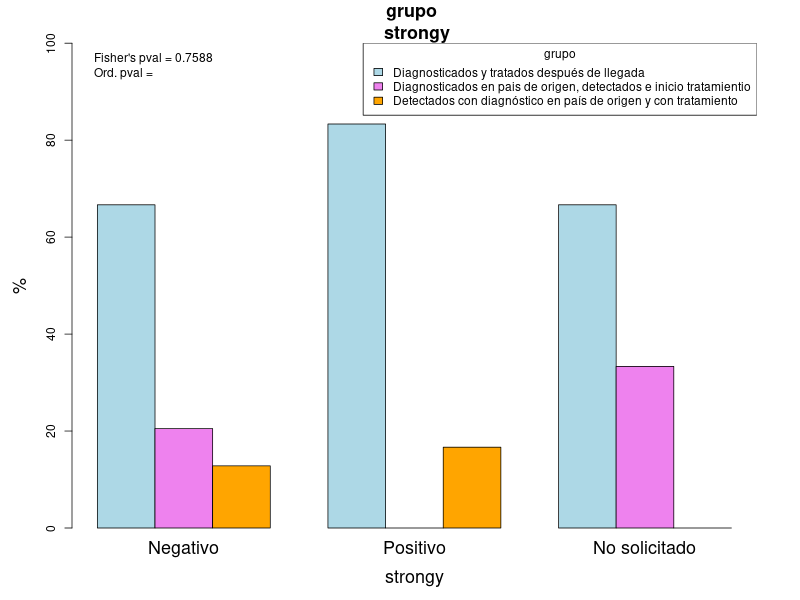 grupo
strongy
Fisher's pval = 0.7588
Ord. pval =
grupo
Diagnosticados y tratados después de llegada
Diagnosticados en pais de origen, detectados e inicio tratamientio
Detectados con diagnóstico en país de origen y con tratamiento
%
100
80
60
40
20
0
Negativo
Positivo
No solicitado
strongy